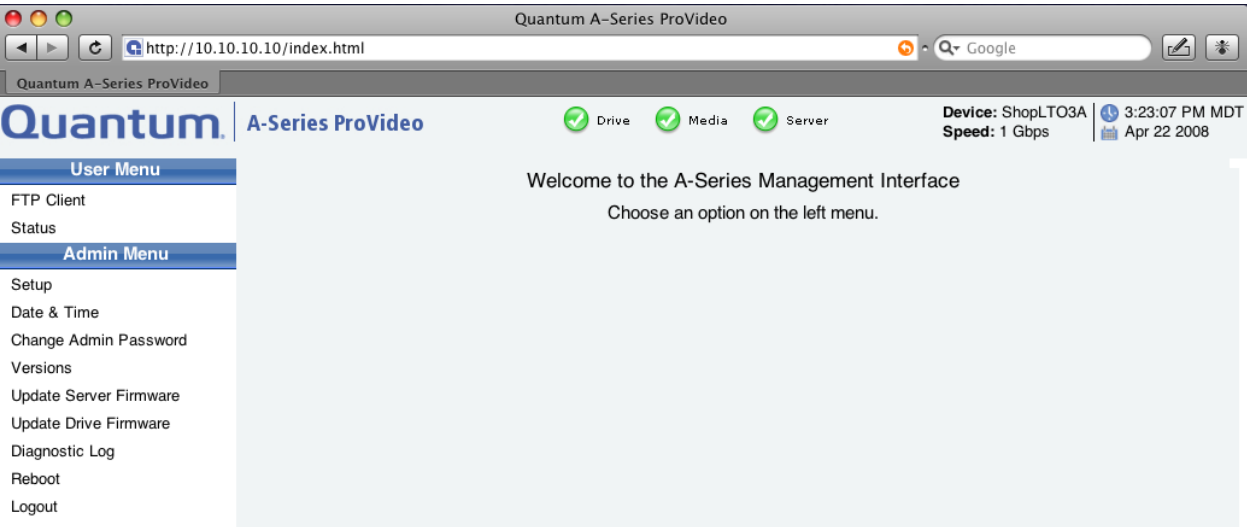 Quantum A-Series ProVideo
http://10.10.10.10/index.html
Google
Quantum A-Series ProVideo
Quantum. A-Series ProVideo
Drive Media Server
Device: ShopLTO3A 3:23:07 PM MDT
Speed: 1 Gbps Apr 22 2008
User Menu
FTP Client
Status
Admin Menu
Setup
Date & Time
Change Admin Password
Versions
Update Server Firmware
Update Drive Firmware
Diagnostic Log
Reboot
Logout
Welcome to the A-Series Management Interface
Choose an option on the left menu.